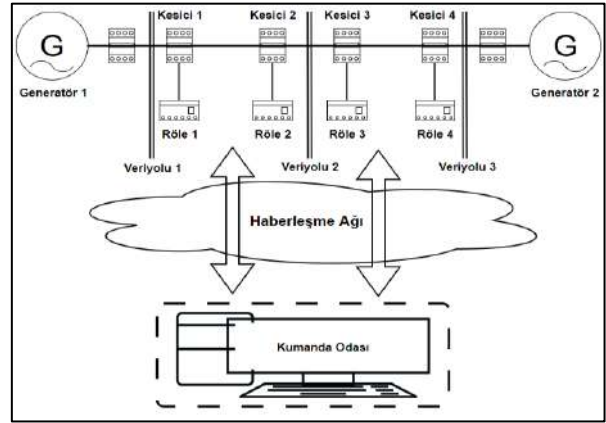 Kesici 1 Kesici 2 Kesici 3 Kesici 4
G G
Generatör 1 Generatör 2
Röle 1 Röle 2 Röle 3 Röle 4
Veriyolu 1 Veriyolu 2 Veriyolu 3
Haberleşme Ağı
Kumanda Odası